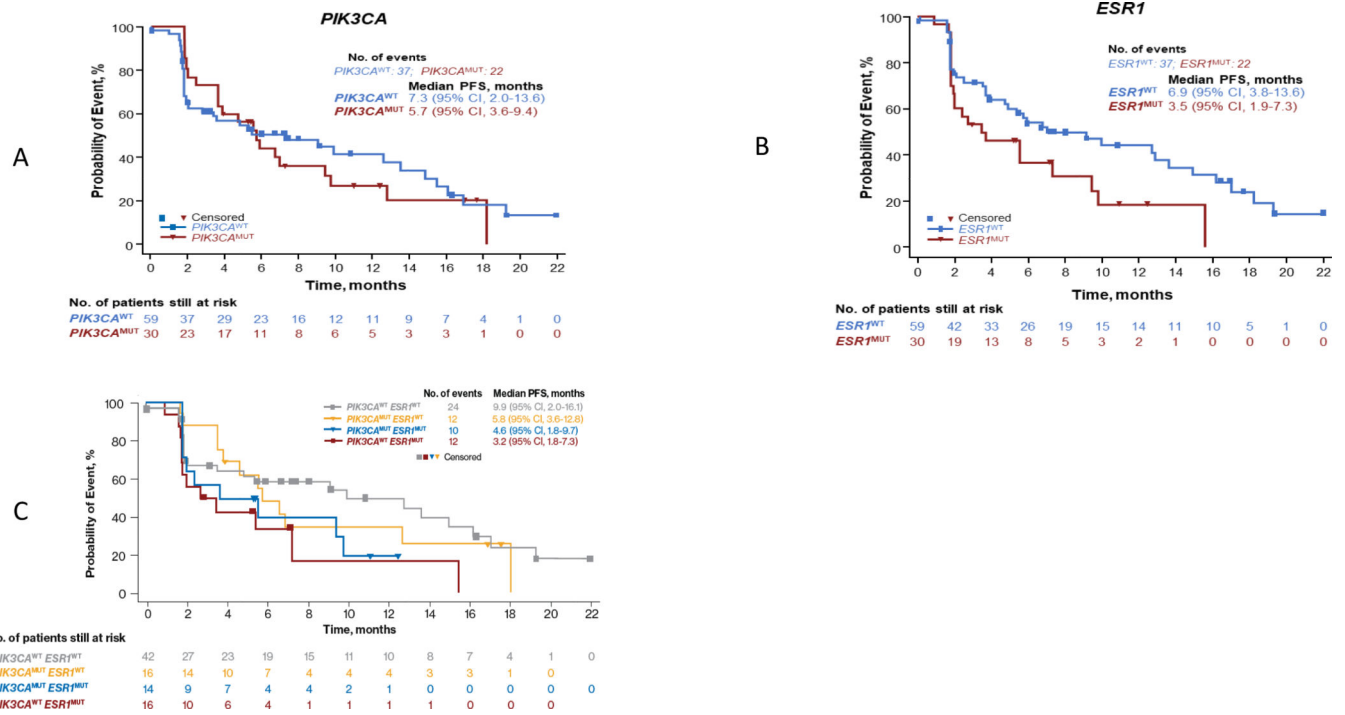 PIK3CA
No. of events
PIK3CAWT: 37; PIK3CAMUT: 22
Median PFS, months
PIK3CAWT 7.3 (95% CI, 2.0-13.6)
PIK3CAMUT 5.7 (95% CI, 3.6-9.4)
Probability of Event, %
100
80
60
40
20
0
Censored
PIK3CAWT
PIK3CAMUT
0 2 4 6 8 10 12 14 16 18 20 22
Time, months
No. of patients still at risk
PIK3CAWT 59 37 29 23 16 12 11 9 7 4 1 0
PIK3CAMUT 30 23 17 11 8 6 5 3 3 1 0 0
A
ESR1
No. of events
ESR1WT: 37; ESR1MUT: 22
Median PFS, months
ESR1WT 6.9 (95% CI, 3.8-13.6)
ESR1MUT 3.5 (95% CI, 1.9-7.3)
Probability of Event, %
100
80
60
40
20
0
Censored
ESR1WT
ESR1MUT
0 2 4 6 8 10 12 14 16 18 20 22
Time, months
No. of patients still at risk
ESR1WT 59 42 33 26 19 15 14 11 10 5 1 0
ESR1MUT 30 19 13 8 5 3 2 1 0 0 0 0
B
No. of events Median PFS, months
PIK3CAWT ESR1WT 24 9.9 (95% CI, 2.0-16.1)
PIK3CAMUT ESR1WT 12 5.8 (95% CI, 3.6-12.8)
PIK3CAMUT ESR1MUT 10 4.6 (95% CI, 1.8-9.7)
PIK3CAWT ESR1MUT 12 3.2 (95% CI, 1.8-7.3)
Censored
Probability of Event, %
100
80
60
40
20
0
0 2 4 6 8 10 12 14 16 18 20 22
Time, months
o. of patients still at risk
IK3CAWT ESR1WT 42 27 23 19 15 11 10 8 7 4 1 0
IK3CAMUT ESR1WT 16 14 10 7 4 4 4 3 3 1 0
IK3CAMUT ESR1MUT 14 9 7 4 4 2 1 0 0 0 0 0
IK3CAWT ESR1MUT 16 10 6 4 1 1 1 1 0 0 0
C